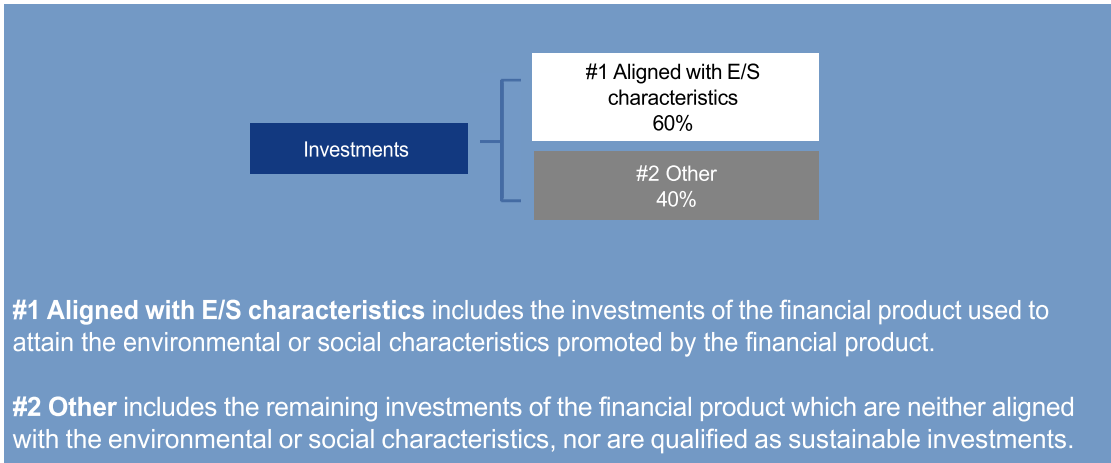 #1 Aligned with E/S
characteristics
60%
Investments
#2 Other
40%
#1 Aligned with E/S characteristics includes the investments of the financial product used to
attain the environmental or social characteristics promoted by the financial product.
#2 Other includes the remaining investments of the financial product which are neither aligned
with the environmental or social characteristics, nor are qualified as sustainable investments.